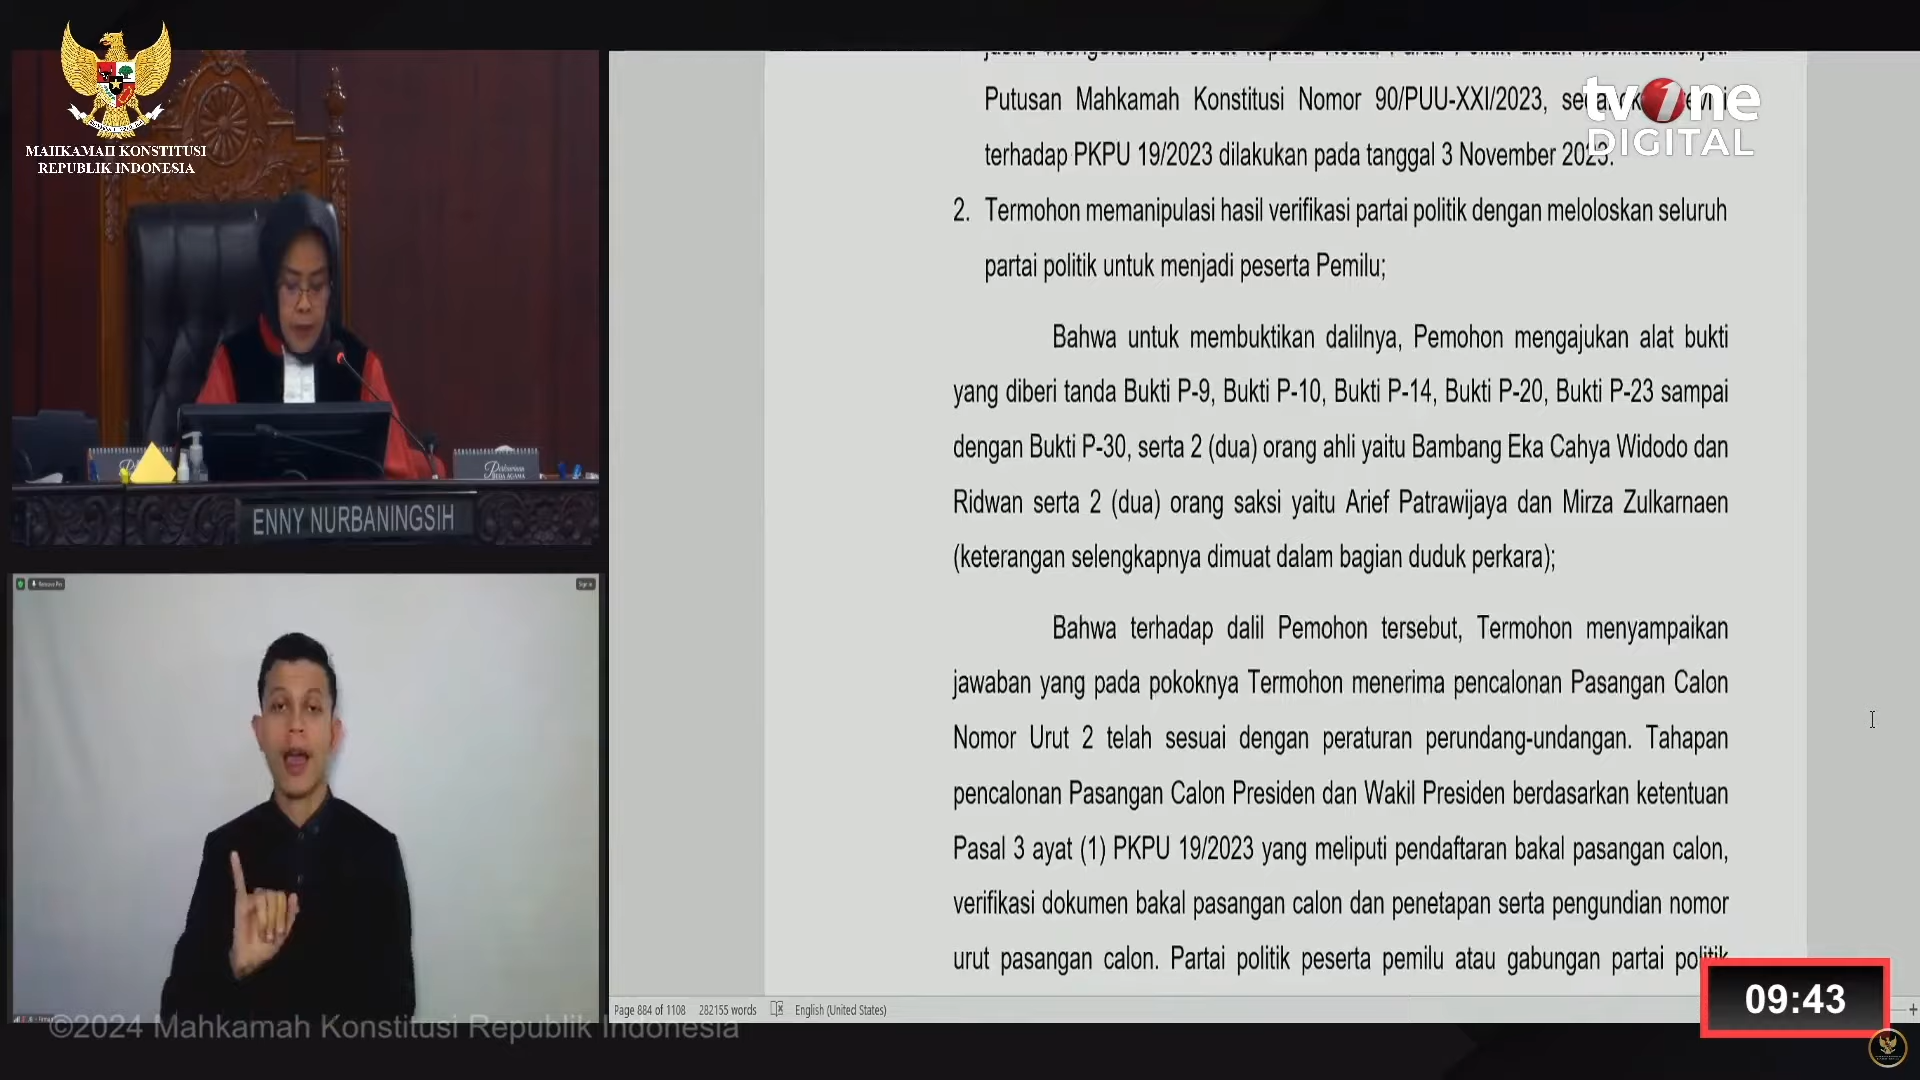 MAHKAMAH KONSTITUSI
REPUBLIK INDONESIA
ENNY NURBANINGSIH
tvOne
DIGITAL
Putusan Mahkamah Konstitusi Nomor 90/PUU-XXI/2023,
terhadap PKPU 19/2023 dilakukan pada tanggal 3 November 2023.
2. Termohon memanipulasi hasil verifikasi partai politik dengan meloloskan seluruh
partai politik untuk menjadi peserta Pemilu;
Bahwa untuk membuktikan dalilnya, Pemohon mengajukan alat bukti
yang diberi tanda Bukti P-9, Bukti P-10, Bukti P-14, Bukti P-20, Bukti P-23 sampai
dengan Bukti P-30, serta 2 (dua) orang ahli yaitu Bambang Eka Cahya Widodo dan
Ridwan serta 2 (dua) orang saksi yaitu Arief Patrawijaya dan Mirza Zulkarnaen
(keterangan selengkapnya dimuat dalam bagian duduk perkara);
Bahwa terhadap dalil Pemohon tersebut, Termohon menyampaikan
jawaban yang pada pokoknya Termohon menerima pencalonan Pasangan Calon
Nomor Urut 2 telah sesuai dengan peraturan perundang-undangan. Tahapan
pencalonan Pasangan Calon Presiden dan Wakil Presiden berdasarkan ketentuan
Pasal 3 ayat (1) PKPU 19/2023 yang meliputi pendaftaran bakal pasangan calon,
verifikasi dokumen bakal pasangan calon dan penetapan serta pengundian nomor
urut pasangan calon. Partai politik peserta pemilu atau gabungan partai politik
Page 884 of 1108 282155 words English (United States)
09:43
©2024 Mahkamah Konstitusi Republik Indonesia